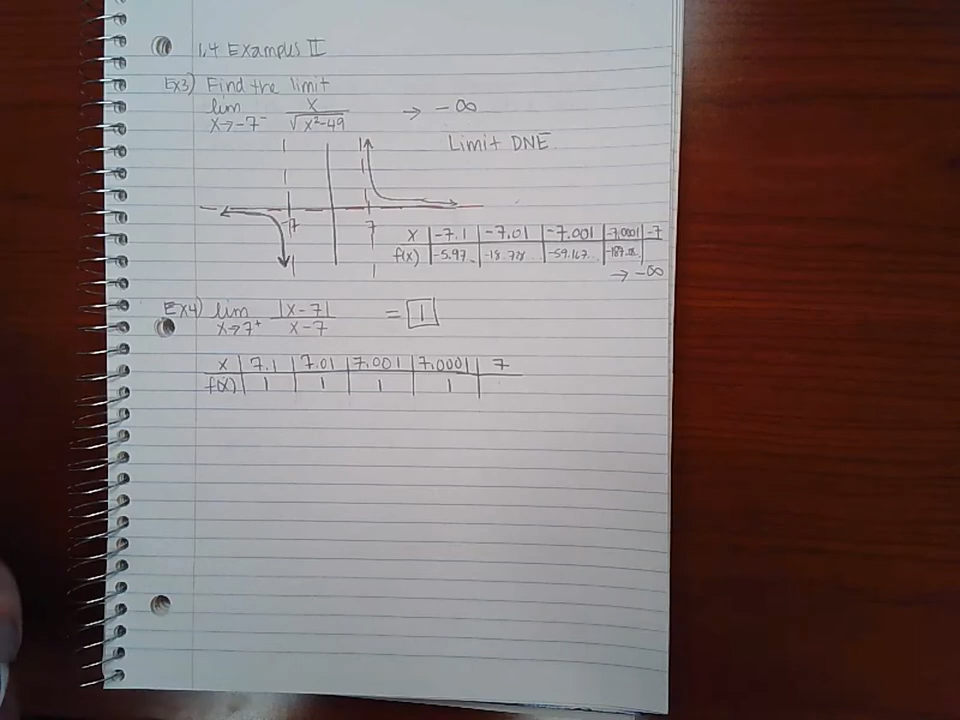 1.4 Exampus II
Ex3) Find the limit
lim x→-7⁻ x/√(x²-49) → -∞
Limit DNE
-7 7
x | -7.1 | -7.01 | -7.001 | -7.0001 | -7
f(x) | -5.97.. | -18.728.. | -59.167.. |
→ -∞
Ex4) lim x→7⁺ |x-7|/x-7 = 1
x | 7.1 | 7.01 | 7.001 | 7.0001 | 7
f(x) | 1 | 1 | 1 | 1 |